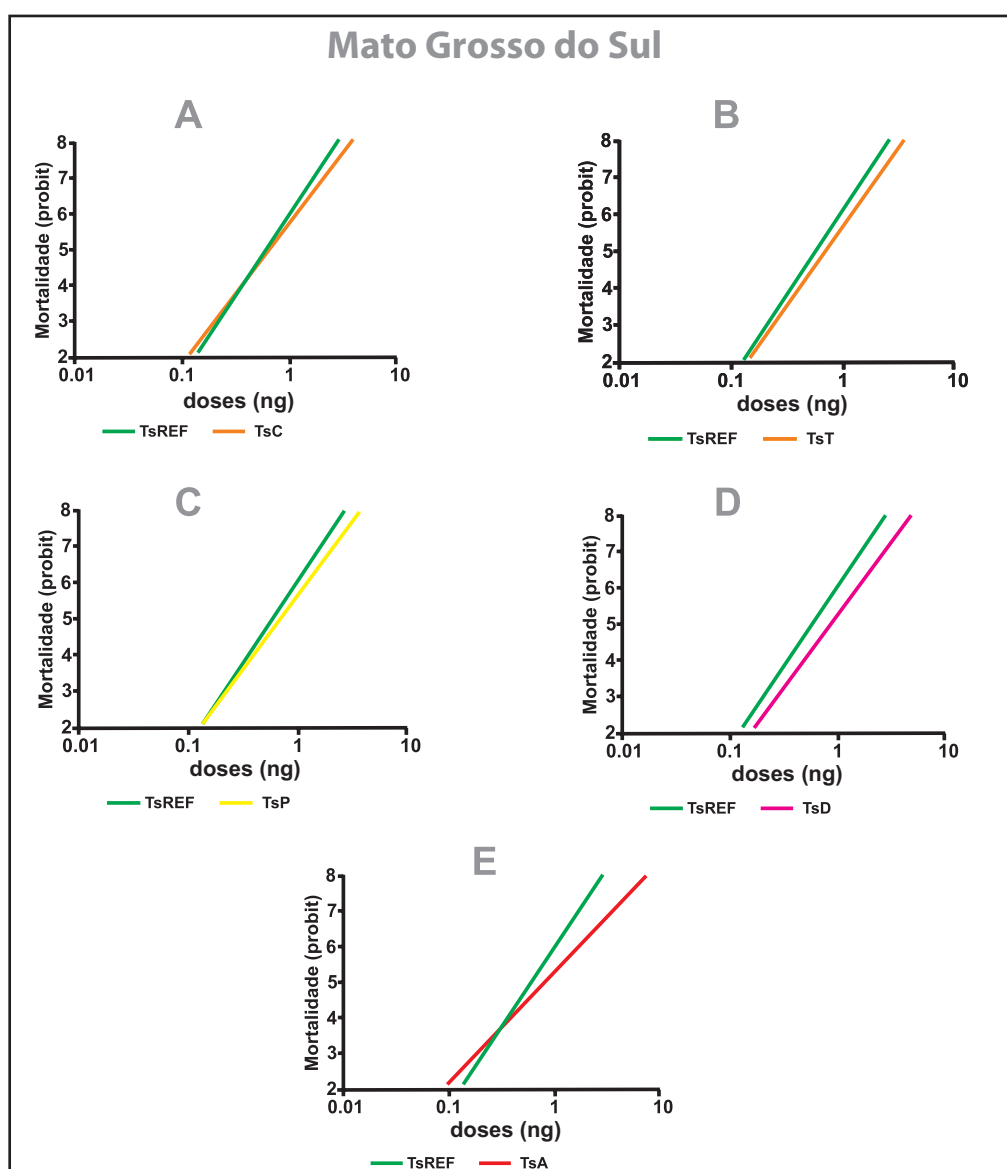 Mato Grosso do Sul
A
Mortalidade (probit)
8
7
6
5
4
3
2
0.01 0.1 1 10
doses (ng)
TsREF TsC
B
Mortalidade (probit)
8
7
6
5
4
3
2
0.01 0.1 1 10
doses (ng)
TsREF TsT
C
Mortalidade (probit)
8
7
6
5
4
3
2
0.01 0.1 1 10
doses (ng)
TsREF TsP
D
Mortalidade (probit)
8
7
6
5
4
3
2
0.01 0.1 1 10
doses (ng)
TsREF TsD
E
Mortalidade (probit)
8
7
6
5
4
3
2
0.01 0.1 1 10
doses (ng)
TsREF TsA